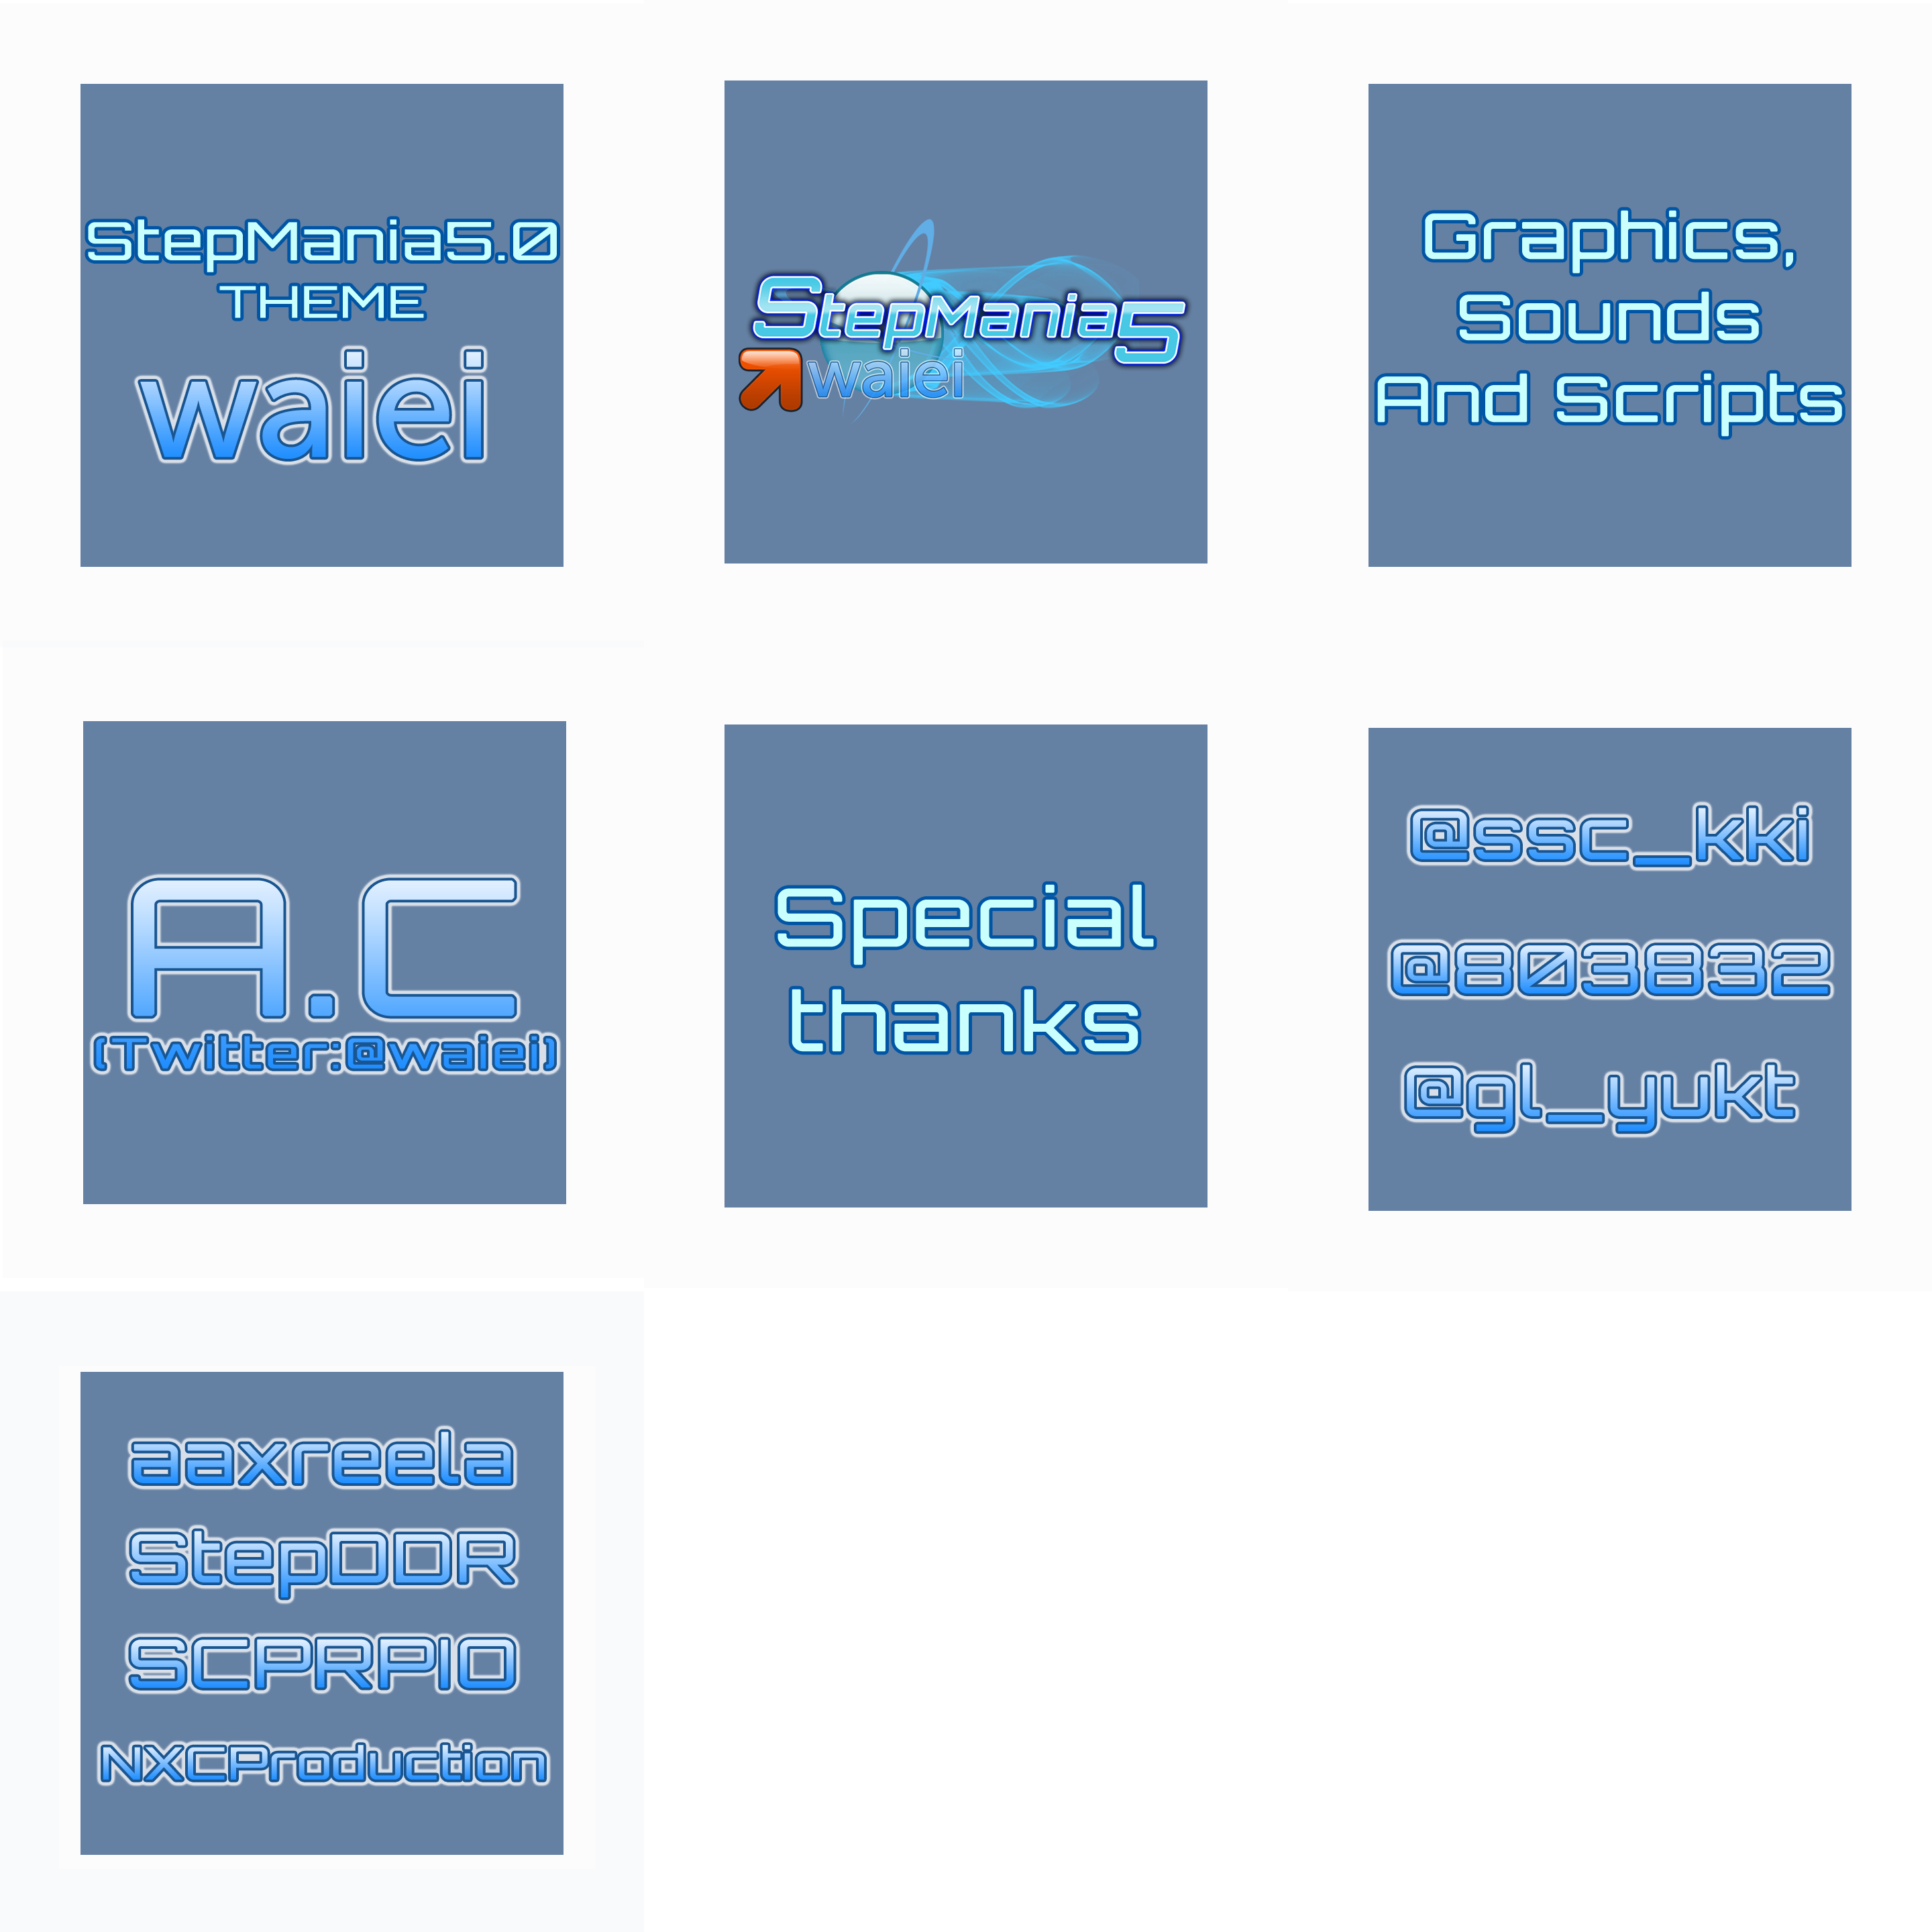 StepMania5.0
THEME
waiei
StepMania5
waiei
Graphics,
Sounds
And Scripts
A.C
(Twitter:@waiei)
Special
thanks
@ssc_kki
@803832
@gl_yukt
aaxreela
StepDDR
SCPRPIO
NXCProduction